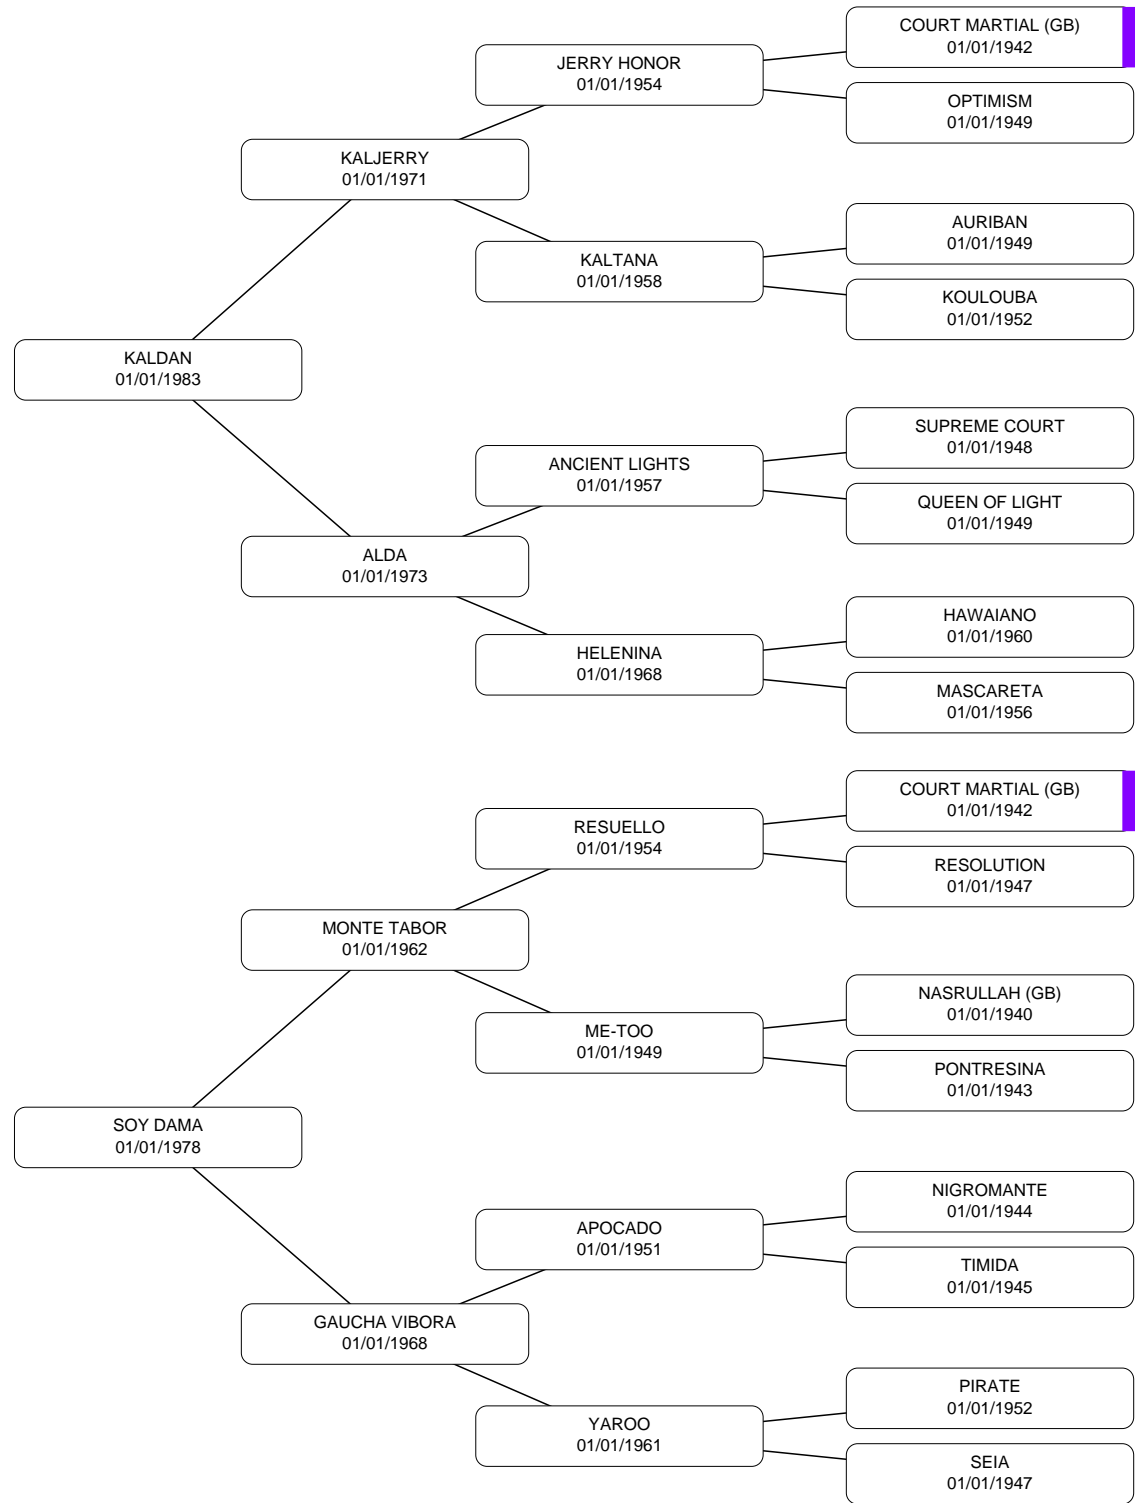 COURT MARTIAL (GB)
01/01/1942
JERRY HONOR
01/01/1954
OPTIMISM
01/01/1949
KALJERRY
01/01/1971
AURIBAN
01/01/1949
KALTANA
01/01/1958
KOULOUBA
01/01/1952
KALDAN
01/01/1983
SUPREME COURT
01/01/1948
ANCIENT LIGHTS
01/01/1957
QUEEN OF LIGHT
01/01/1949
ALDA
01/01/1973
HAWAIANO
01/01/1960
HELENINA
01/01/1968
MASCARETA
01/01/1956
COURT MARTIAL (GB)
01/01/1942
RESUELLO
01/01/1954
RESOLUTION
01/01/1947
MONTE TABOR
01/01/1962
NASRULLAH (GB)
01/01/1940
ME-TOO
01/01/1949
PONTRESINA
01/01/1943
SOY DAMA
01/01/1978
NIGROMANTE
01/01/1944
APOCADO
01/01/1951
TIMIDA
01/01/1945
GAUCHA VIBORA
01/01/1968
PIRATE
01/01/1952
YAROO
01/01/1961
SEIA
01/01/1947